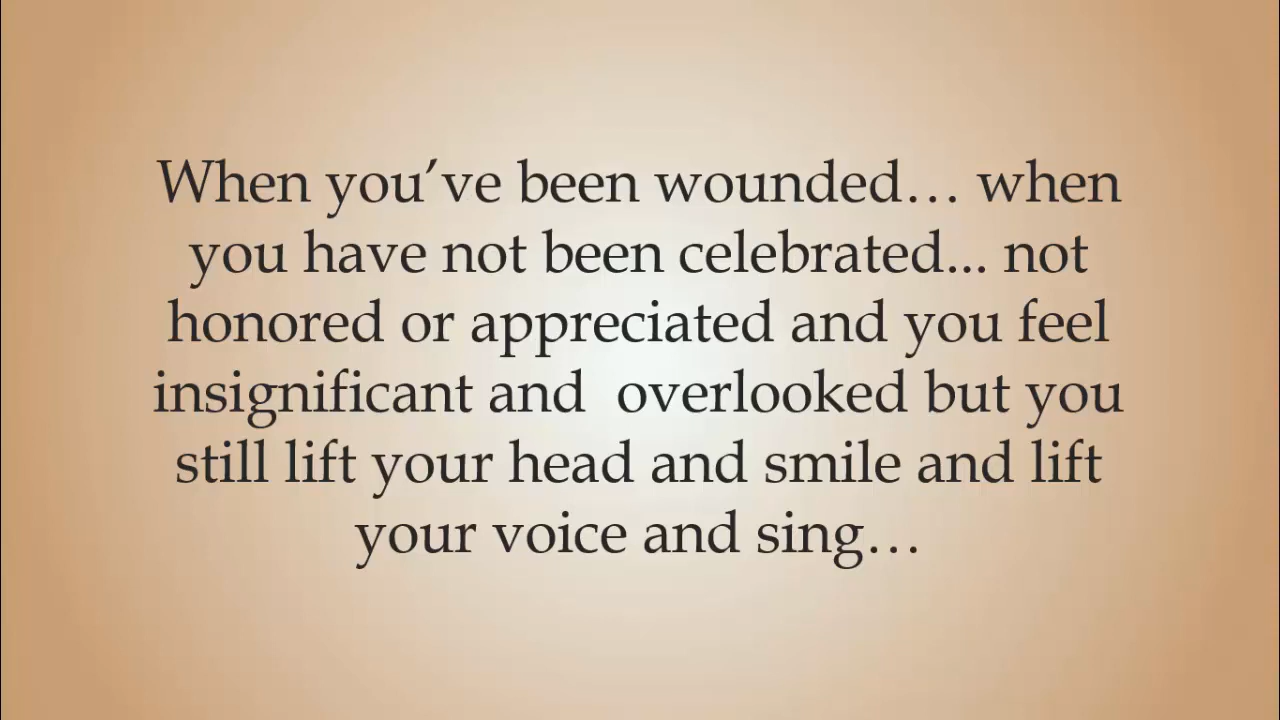 When you’ve been wounded… when
you have not been celebrated... not
honored or appreciated and you feel
insignificant and  overlooked but you
still lift your head and smile and lift
your voice and sing…